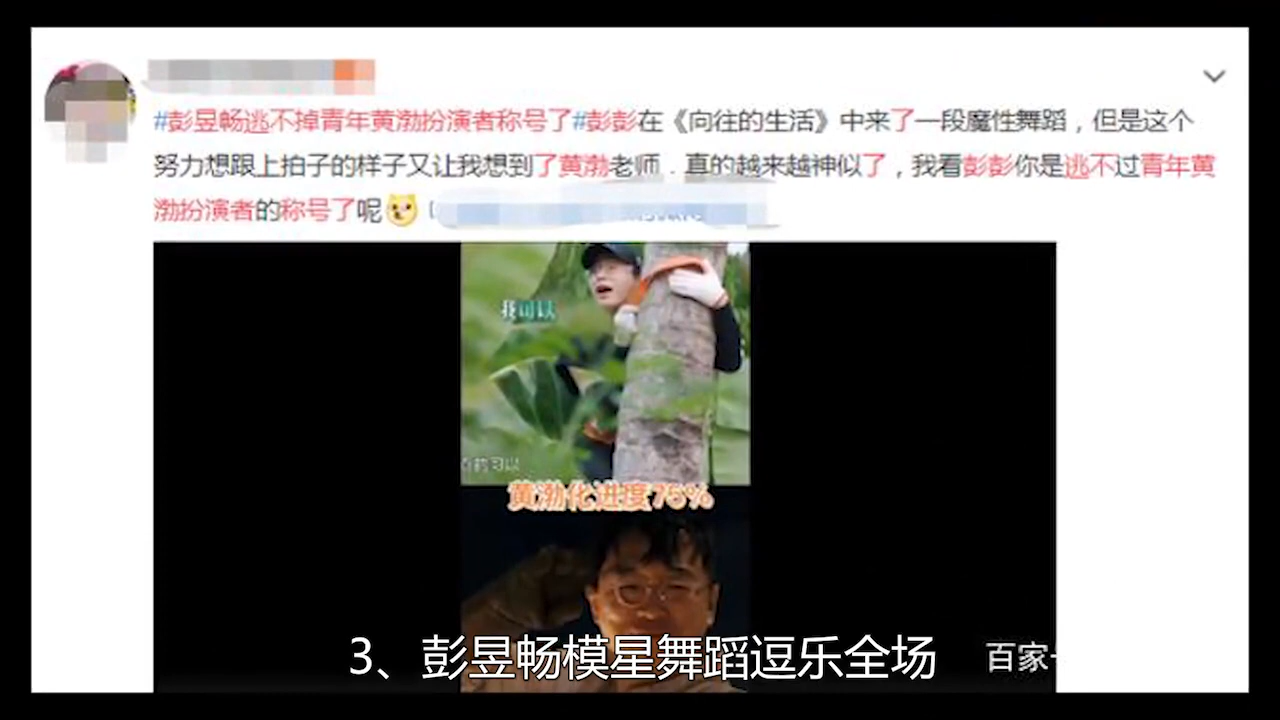 #彭昱畅逃不掉青年黄渤扮演者称号了#彭彭在《向往的生活》中来了一段魔性舞蹈，但是这个
努力想跟上拍子的样子又让我想到了黄渤老师．真的越来越神似了，我看彭彭你是逃不过青年黄
渤扮演者的称号了呢
我可以
的可以
黄渤化进度75%
3、彭昱畅模星舞蹈逗乐全场
百家